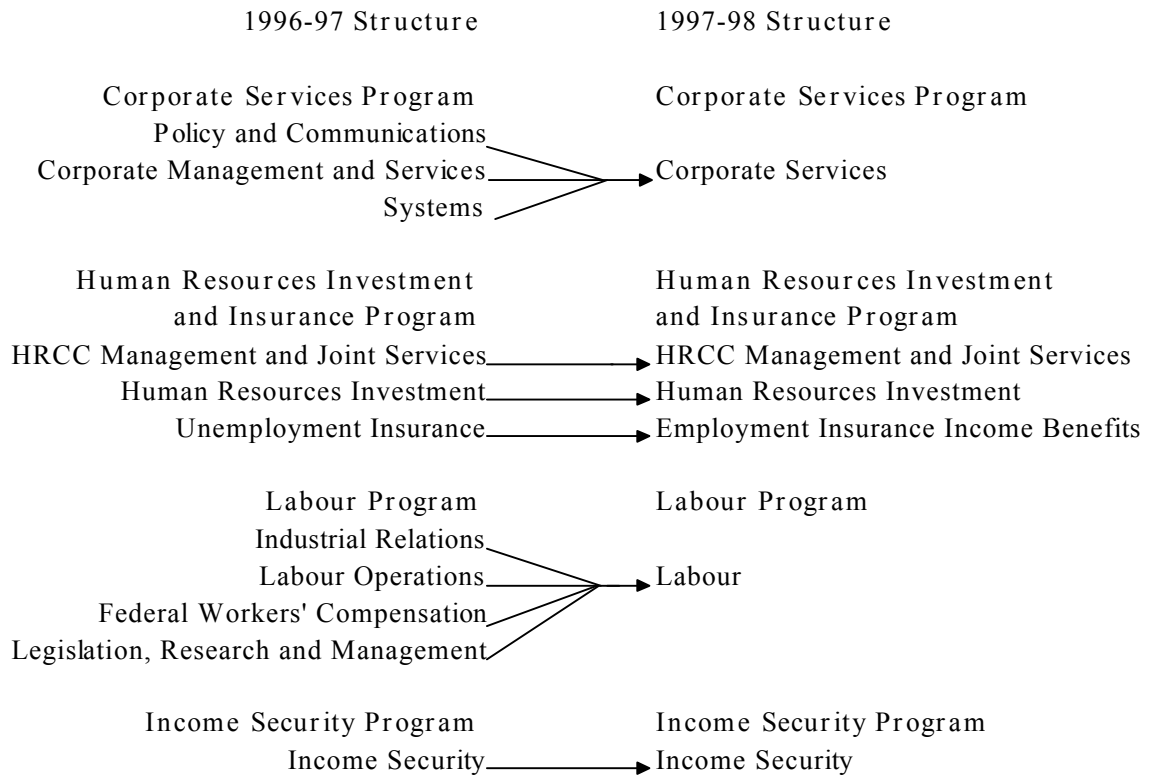 1996-97 Structure 1997-98 Structure
Corporate Services Program Corporate Services Program
Policy and Communications
Corporate Management and Services Corporate Services
Systems
Human Resources Investment Human Resources Investment
and Insurance Program and Insurance Program
HRCC Management and Joint Services HRCC Management and Joint Services
Human Resources Investment Human Resources Investment
Unemployment Insurance Employment Insurance Income Benefits
Labour Program Labour Program
Industrial Relations
Labour Operations Labour
Federal Workers' Compensation
Legislation, Research and Management
Income Security Program Income Security Program
Income Security Income Security